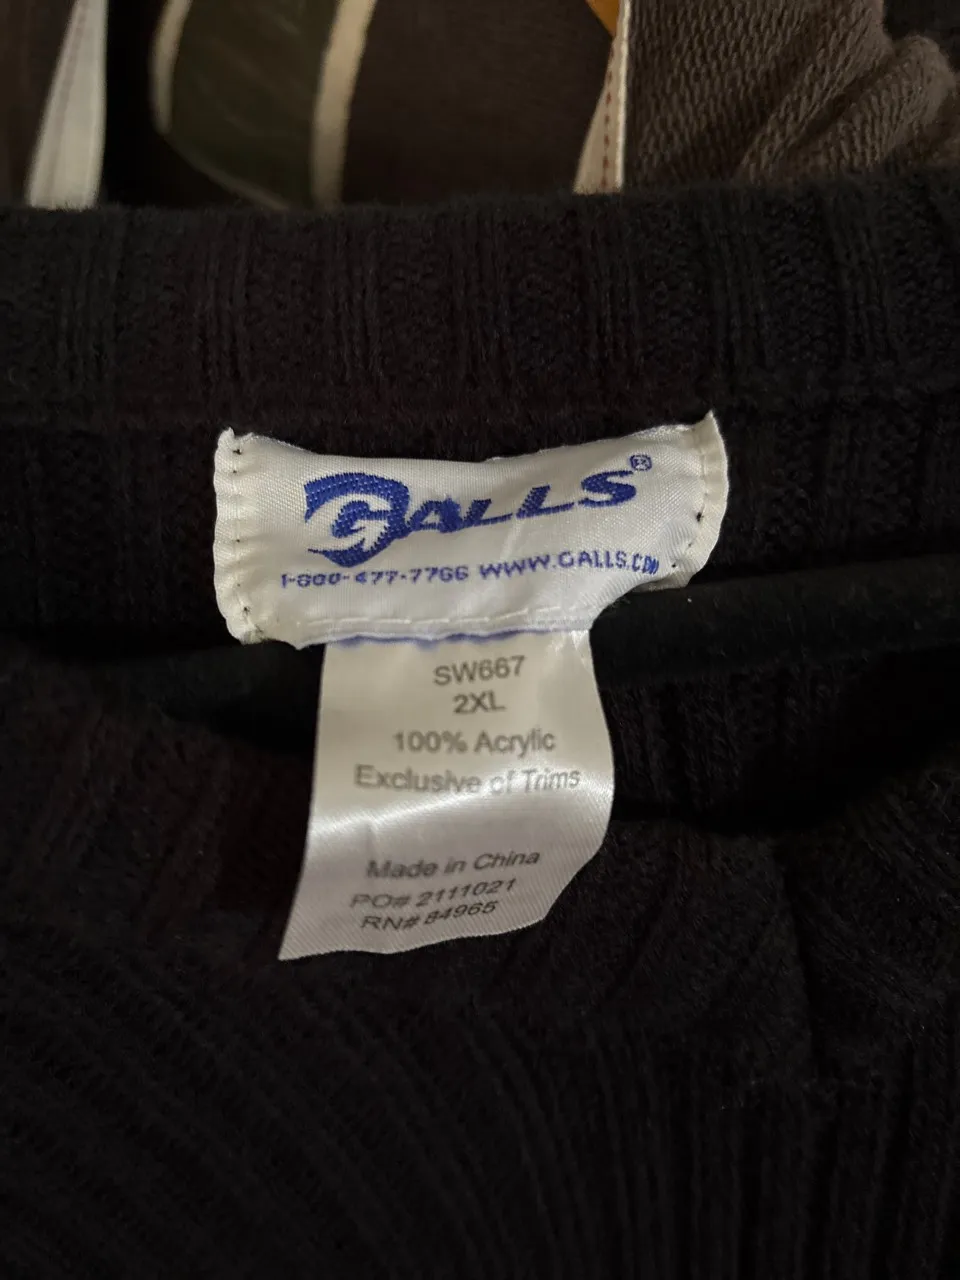 GALLS®
1-800-477-7766 WWW.GALLS.COM
SW667
2XL
100% Acrylic
Exclusive of Trims
Made in China
PO# 2111021
RN# 84965